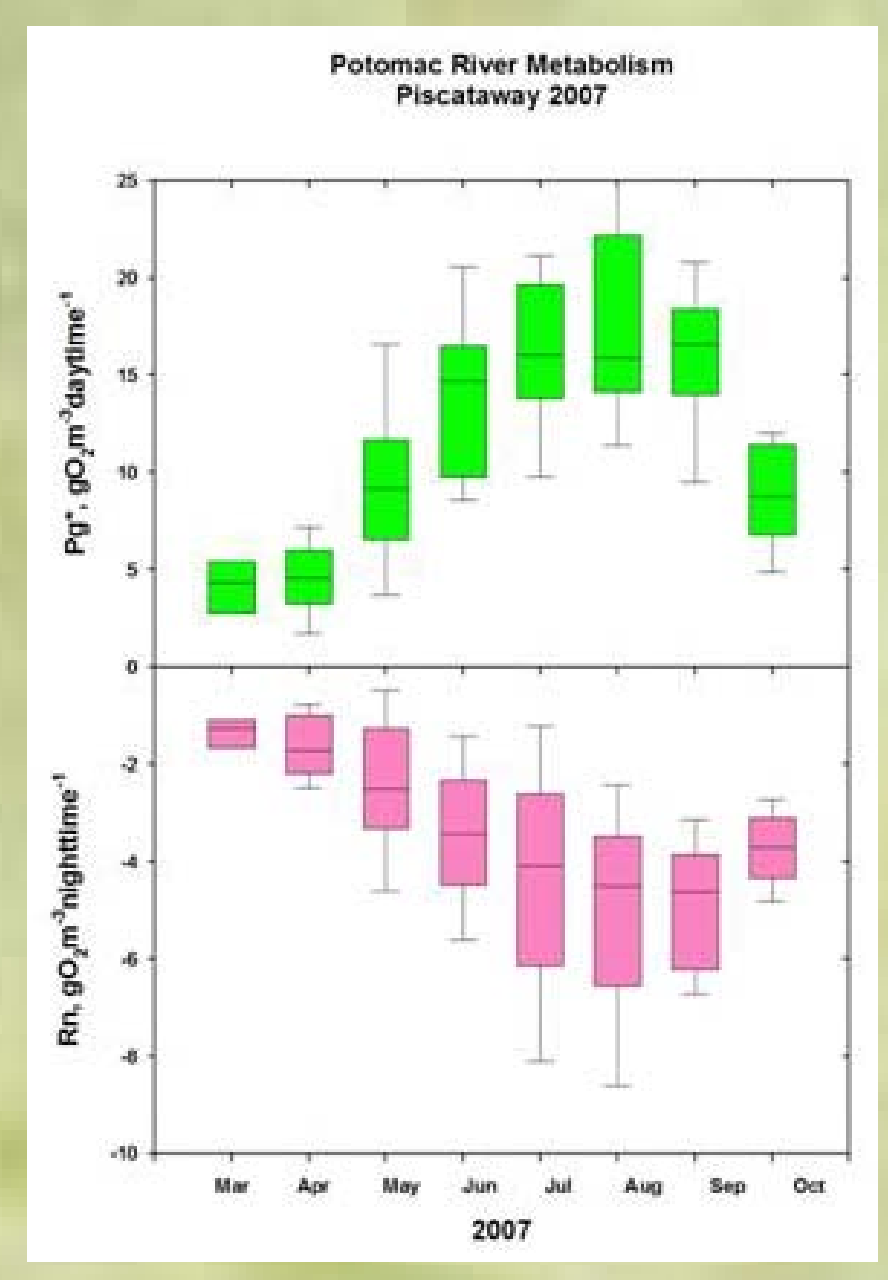 Potomac River Metabolism
Piscataway 2007
25
20
15
10
5
0
Pg*, gO₂m⁻³daytime⁻¹
-2
-4
-6
-8
-10
Rn, gO₂m⁻³nighttime⁻¹
Mar Apr May Jun Jul Aug Sep Oct
2007